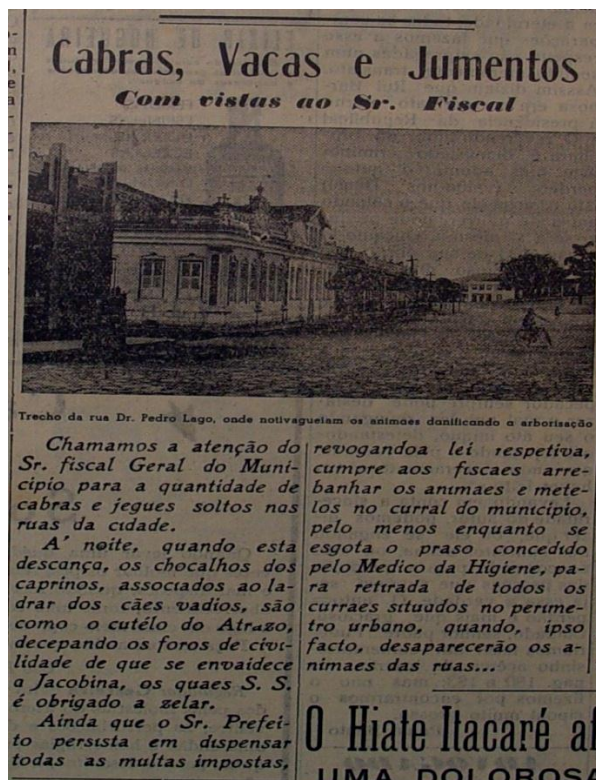 Cabras, Vacas e Jumentos
Com vistas ao Sr. Fiscal
Trecho da rua Dr. Pedro Lago, onde notivagueiam os animaes danificando a arborisação
Chamamos a atenção do
Sr. fiscal Geral do Muni-
cipio para a quantidade de
cabras e jegues soltos nas
ruas da cidade.
A' noite, quando esta
descança, os chocalhos dos
caprinos, associados ao la-
drar dos cães vadios, são
como o cutélo do Atrazo,
decepando os foros de civi-
lidade de que se envaidece
a Jacobina, os quaes S. S.
é obrigado a zelar.
Ainda que o Sr. Prefei-
to persista em dispensar
todas as multas impostas,
revogandoa lei respetiva,
cumpre aos fiscaes arre-
banhar os animaes e mete-
los no curral do municipio,
pelo menos enquanto se
esgota o praso concedido
pelo Medico da Higiene, pa-
ra retirada de todos os
curraes situados no perime-
tro urbano, quando, ipso
facto, desaparecerão os a-
nimaes das ruas...
O Hiate Itacaré af
UMA DOLOROSA